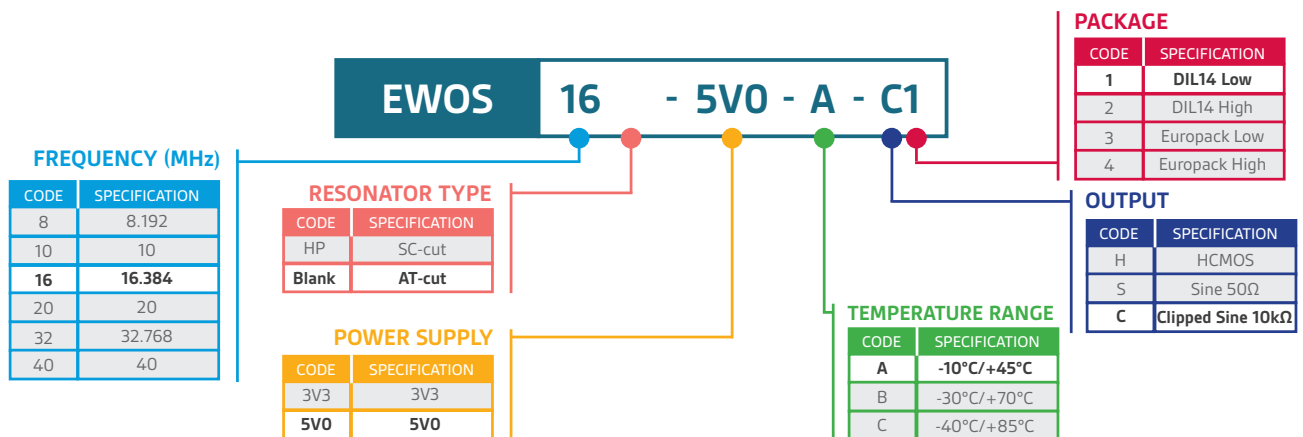 EWOS 16 - 5V0 - A - C1
FREQUENCY (MHz)
CODE SPECIFICATION
8 8.192
10 10
16 16.384
20 20
32 32.768
40 40
RESONATOR TYPE
CODE SPECIFICATION
HP SC-cut
Blank AT-cut
POWER SUPPLY
CODE SPECIFICATION
3V3 3V3
5V0 5V0
TEMPERATURE RANGE
CODE SPECIFICATION
A -10°C/+45°C
B -30°C/+70°C
C -40°C/+85°C
OUTPUT
CODE SPECIFICATION
H HCMOS
S Sine 50Ω
C Clipped Sine 10kΩ
PACKAGE
CODE SPECIFICATION
1 DIL14 Low
2 DIL14 High
3 Europack Low
4 Europack High